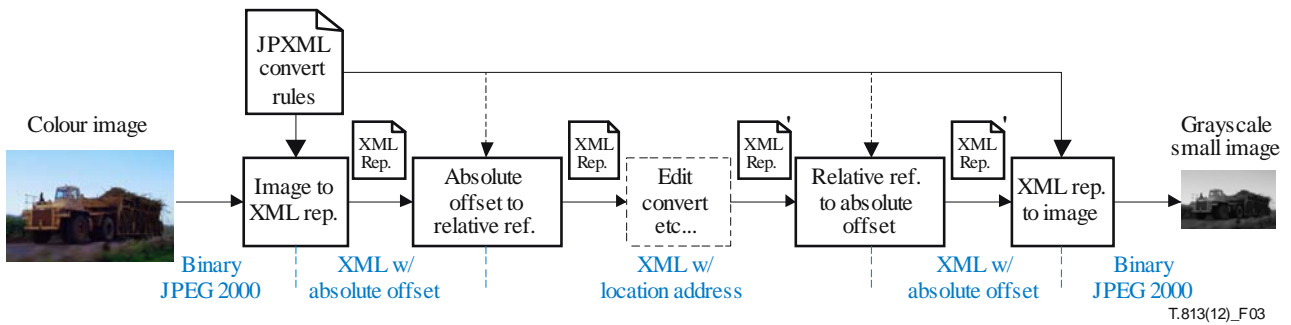 JPXML
convert
rules
Colour image
Grayscale
small image
XML
Rep.
XML
Rep.
XML
Rep.
'
XML
Rep.
'
Image to
XML rep.
Absolute
offset to
relative ref.
Edit
convert
etc...
Relative ref.
to absolute
offset
XML rep.
to image
Binary
JPEG 2000
XML w/
absolute offset
XML w/
location address
XML w/
absolute offset
Binary
JPEG 2000
T.813(12)_F03